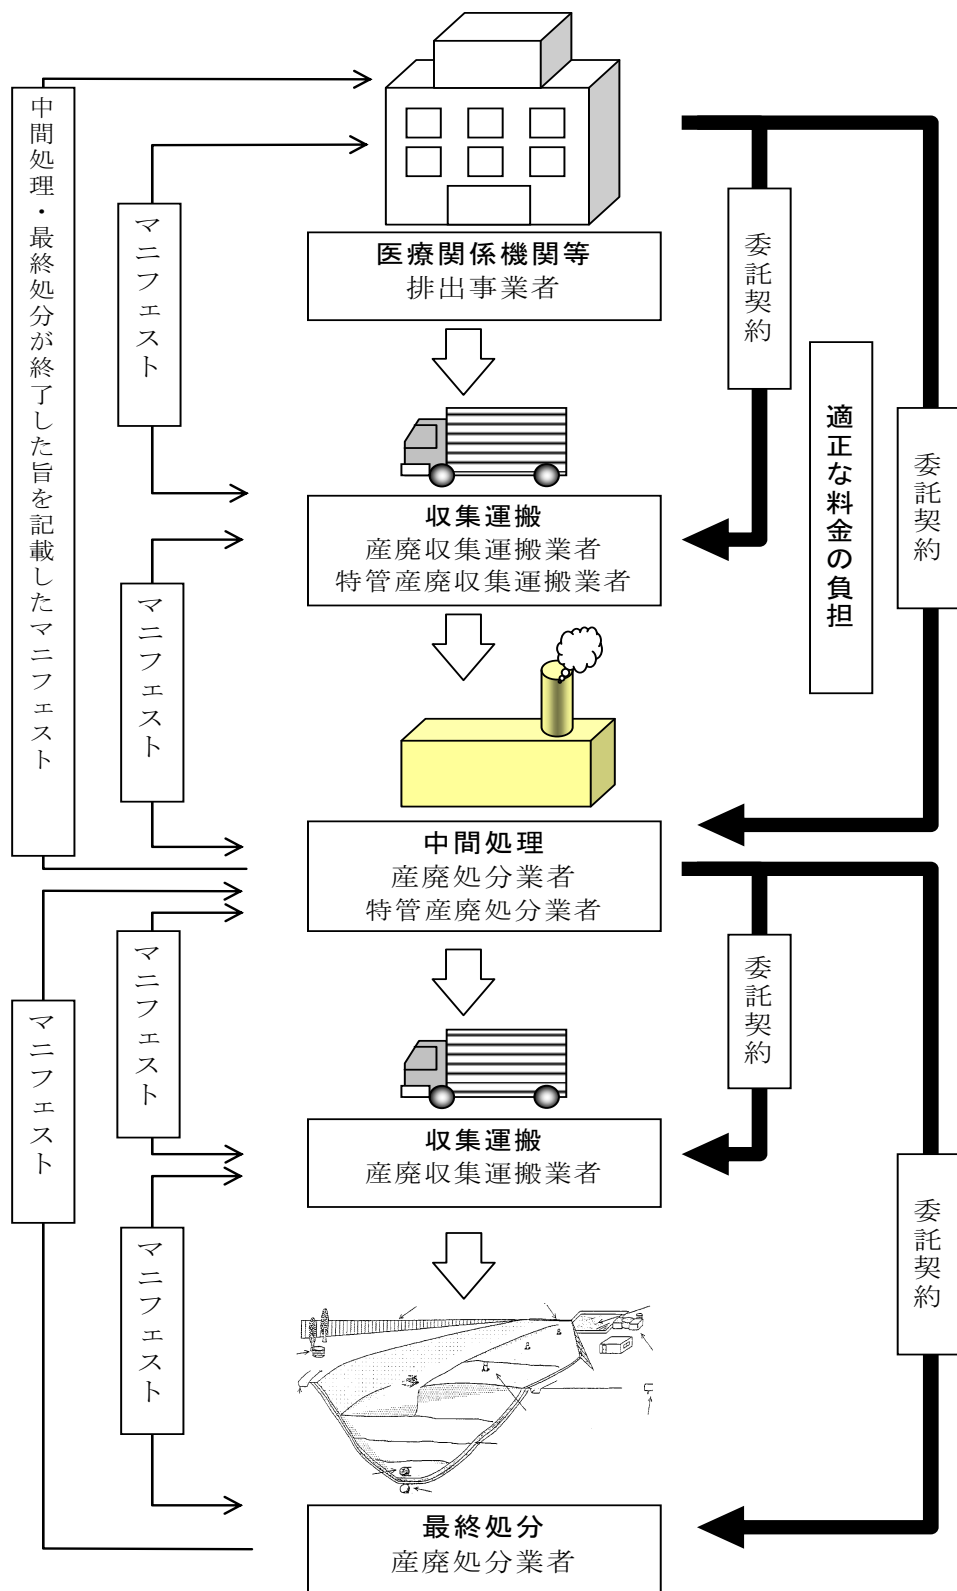 中間処理・最終処分が終了した旨を記載したマニフェスト
マニフェスト
医療関係機関等
排出事業者
委託契約
適正な料金の負担
委託契約
収集運搬
産廃収集運搬業者
特管産廃収集運搬業者
マニフェスト
中間処理
産廃処分業者
特管産廃処分業者
マニフェスト
マニフェスト
委託契約
収集運搬
産廃収集運搬業者
委託契約
マニフェスト
最終処分
産廃処分業者